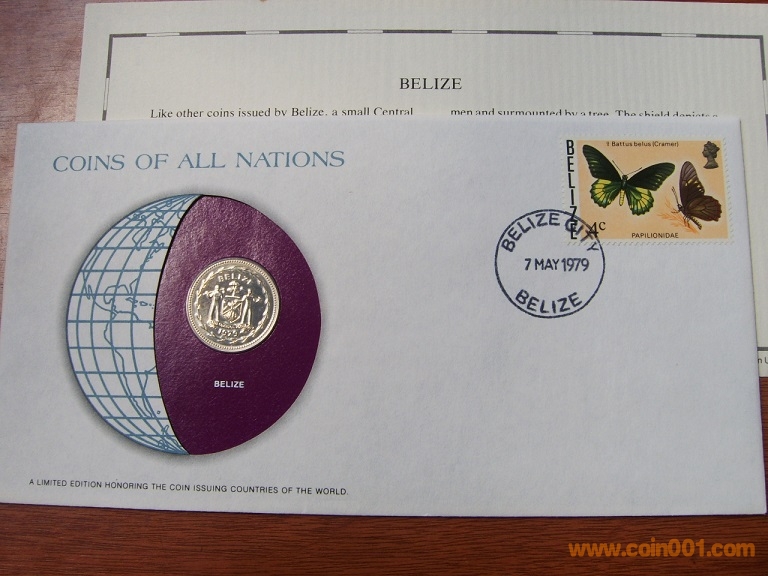 BELIZE
Like other coins issued by Belize, a small Central
men and surmounted by a tree. The shield depicts
COINS OF ALL NATIONS
BELIZE
♀ Battus belus (Cramer)
4c
PAPILIONIDAE
BELIZE CITY
7 MAY 1979
BELIZE
BELIZE
BELIZE
A LIMITED EDITION HONORING THE COIN ISSUING COUNTRIES OF THE WORLD.
www.coin001.com